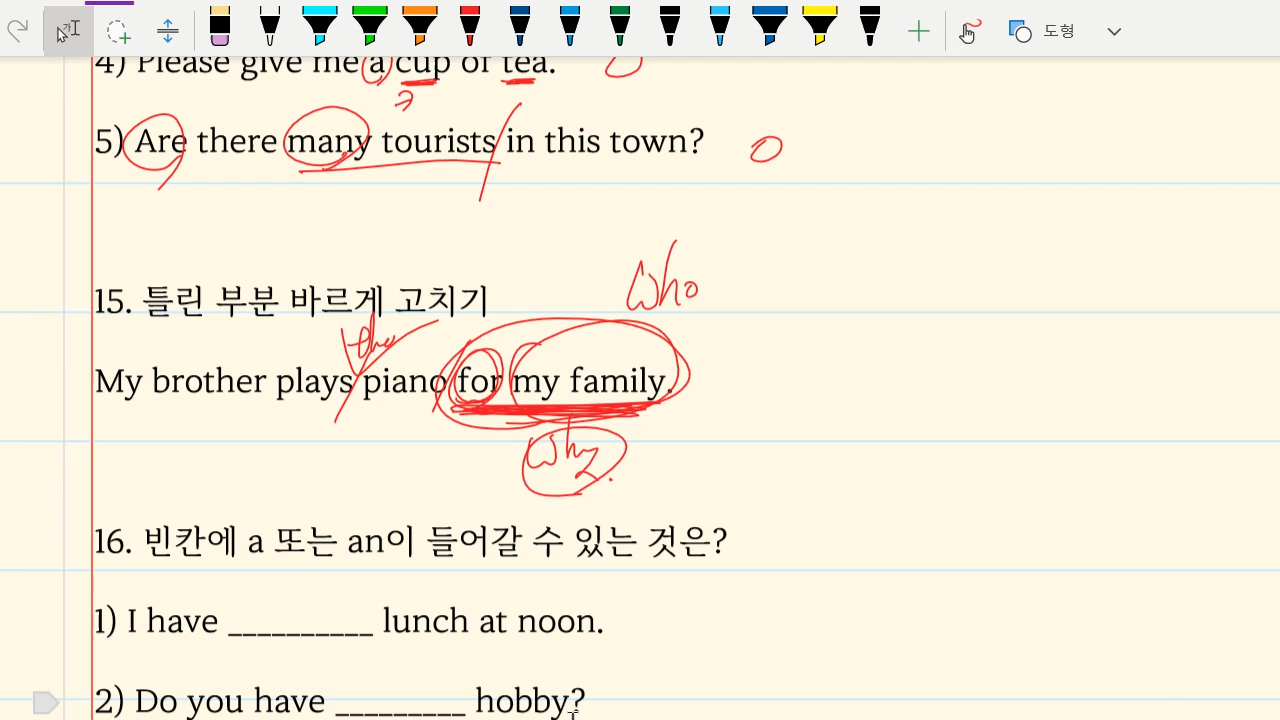 도형
4) Please give me a cup of tea.
5) Are there many tourists in this town?
Who
15. 틀린 부분 바르게 고치기
the
My brother plays piano for my family.
Why
16. 빈칸에 a 또는 an이 들어갈 수 있는 것은?
1) I have __________ lunch at noon.
2) Do you have _________ hobby?